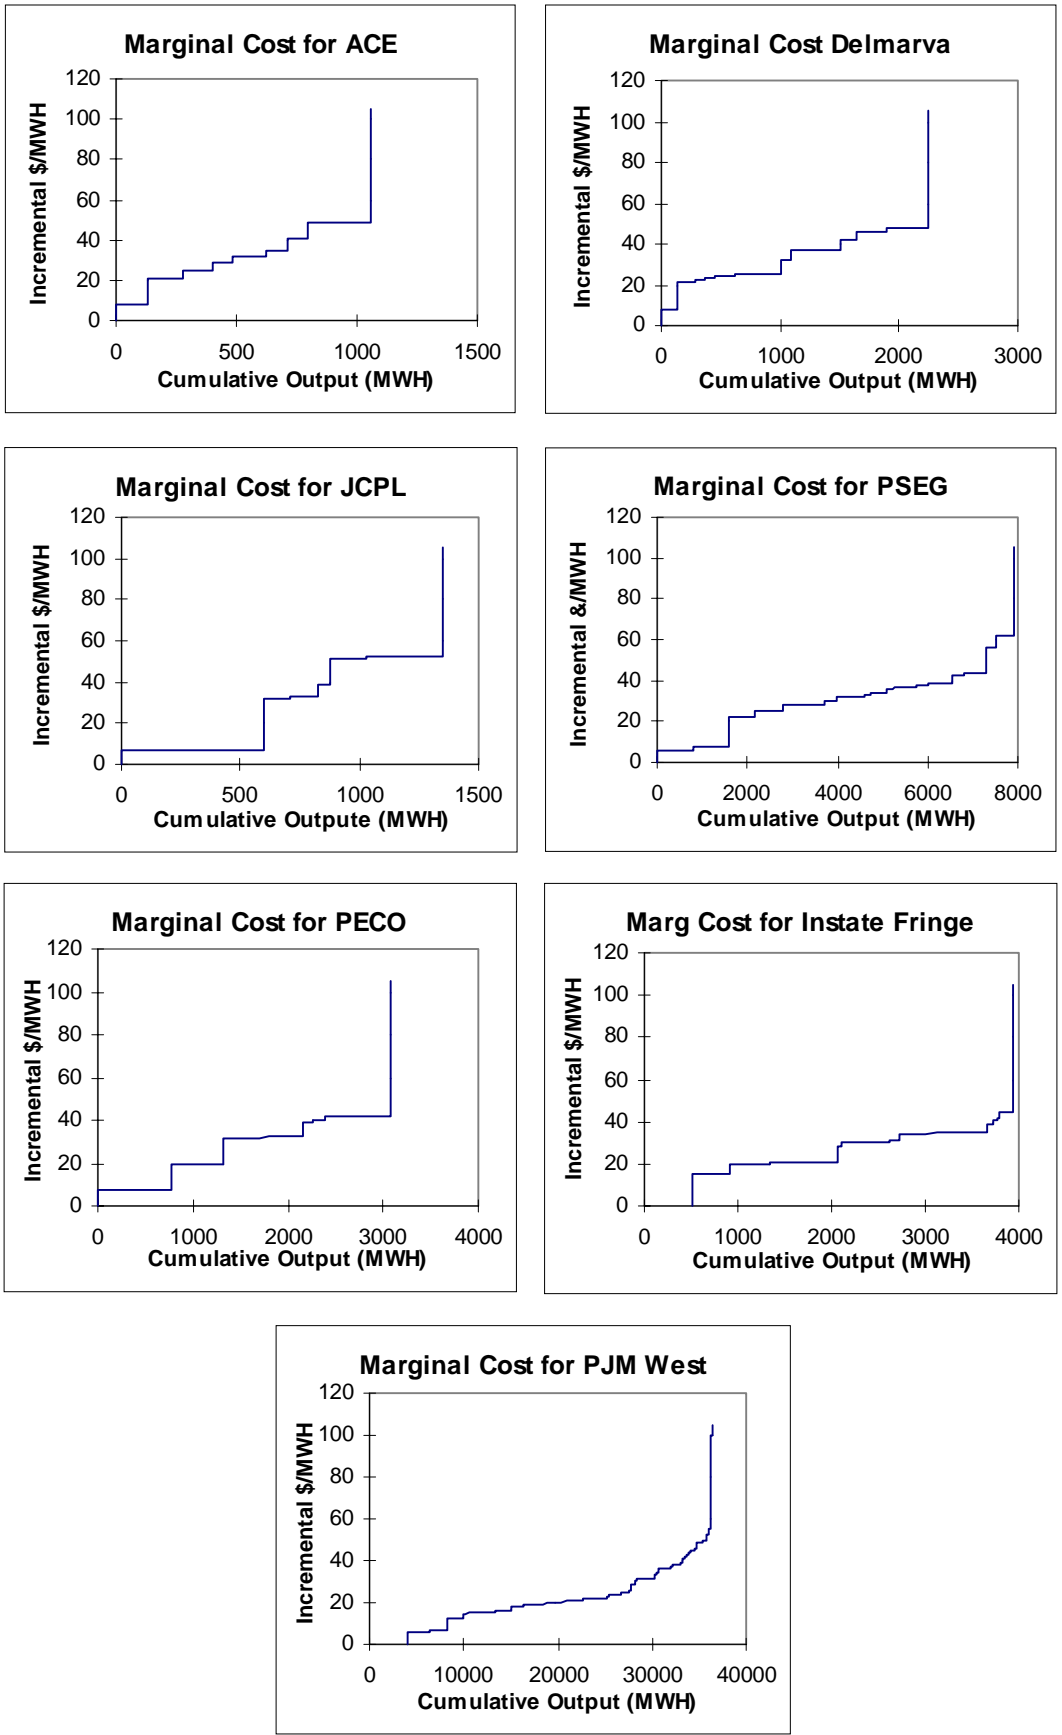 Marginal Cost for ACE
Incremental $/MWH
120
100
80
60
40
20
0
0 500 1000 1500
Cumulative Output (MWH)
Marginal Cost Delmarva
Incremental $/MWH
120
100
80
60
40
20
0
0 1000 2000 3000
Cumulative Output (MWH)
Marginal Cost for JCPL
Incremental $/MWH
120
100
80
60
40
20
0
0 500 1000 1500
Cumulative Outpute (MWH)
Marginal Cost for PSEG
Incremental &/MWH
120
100
80
60
40
20
0
0 2000 4000 6000 8000
Cumulative Output (MWH)
Marginal Cost for PECO
Incremental $/MWH
120
100
80
60
40
20
0
0 1000 2000 3000 4000
Cumulative Output (MWH)
Marg Cost for Instate Fringe
Incremental $/MWH
120
100
80
60
40
20
0
0 1000 2000 3000 4000
Cumulative Output (MWH)
Marginal Cost for PJM West
Incremental $/MWH
120
100
80
60
40
20
0
0 10000 20000 30000 40000
Cumulative Output (MWH)